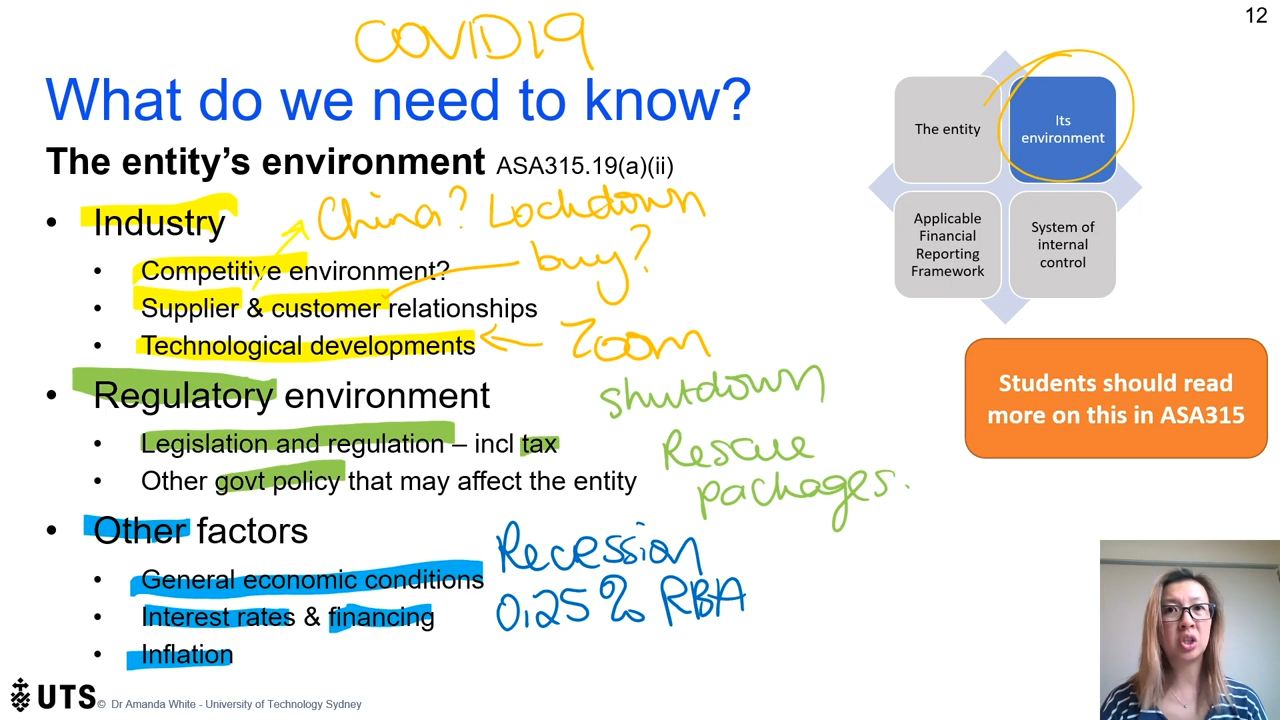 12
COVID19
What do we need to know?
The entity's environment ASA315.19(a)(ii)
• Industry
China? Lockdown
• Competitive environment?
buy?
• Supplier & customer relationships
• Technological developments
Zoom
• Regulatory environment
shutdown
• Legislation and regulation – incl tax
Rescue
packages.
• Other govt policy that may affect the entity
• Other factors
Recession
• General economic conditions
0.25% RBA
• Interest rates & financing
• Inflation
The entity
Its
environment
Applicable
Financial
Reporting
Framework
System of
internal
control
Students should read
more on this in ASA315
UTS
© Dr Amanda White - University of Technology Sydney